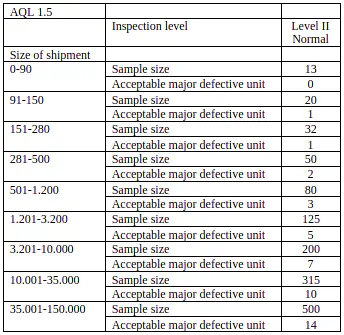 AQL 1.5
Inspection level Level II
Normal
Size of shipment
0-90 Sample size 13
Acceptable major defective unit 0
91-150 Sample size 20
Acceptable major defective unit 1
151-280 Sample size 32
Acceptable major defective unit 1
281-500 Sample size 50
Acceptable major defective unit 2
501-1.200 Sample size 80
Acceptable major defective unit 3
1.201-3.200 Sample size 125
Acceptable major defective unit 5
3.201-10.000 Sample size 200
Acceptable major defective unit 7
10.001-35.000 Sample size 315
Acceptable major defective unit 10
35.001-150.000 Sample size 500
Acceptable major defective unit 14